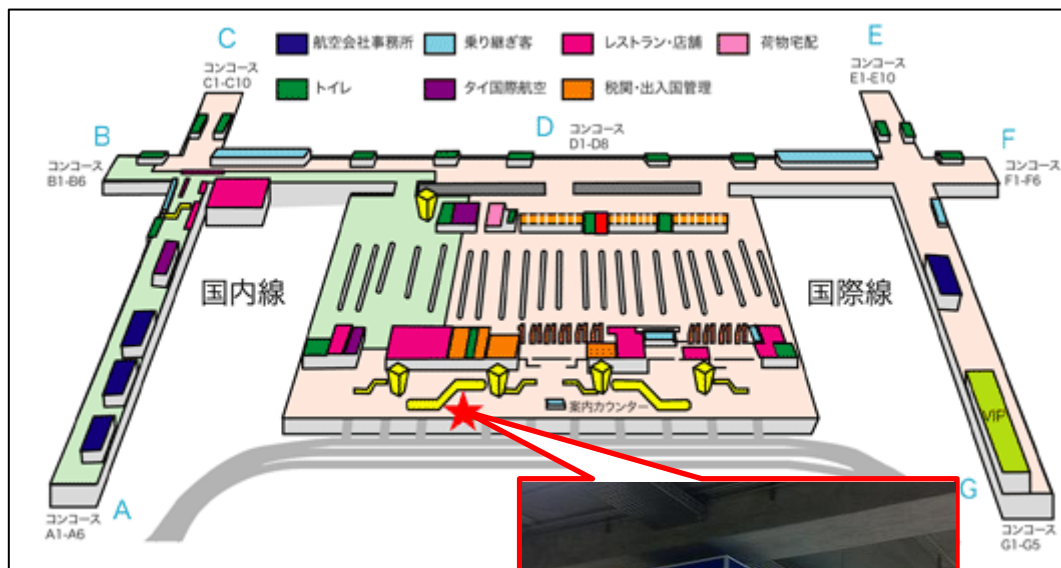 C
コンコース
C1-C10
航空会社事務所
乗り継ぎ客
レストラン・店舗
荷物宅配
トイレ
タイ国際航空
税関・出入国管理
E
コンコース
E1-E10
B
コンコース
B1-B6
D
コンコース
D1-D8
F
コンコース
F1-F6
国内線
国際線
案内カウンター
VIP
A
コンコース
A1-A6
G
コンコース
G1-G5